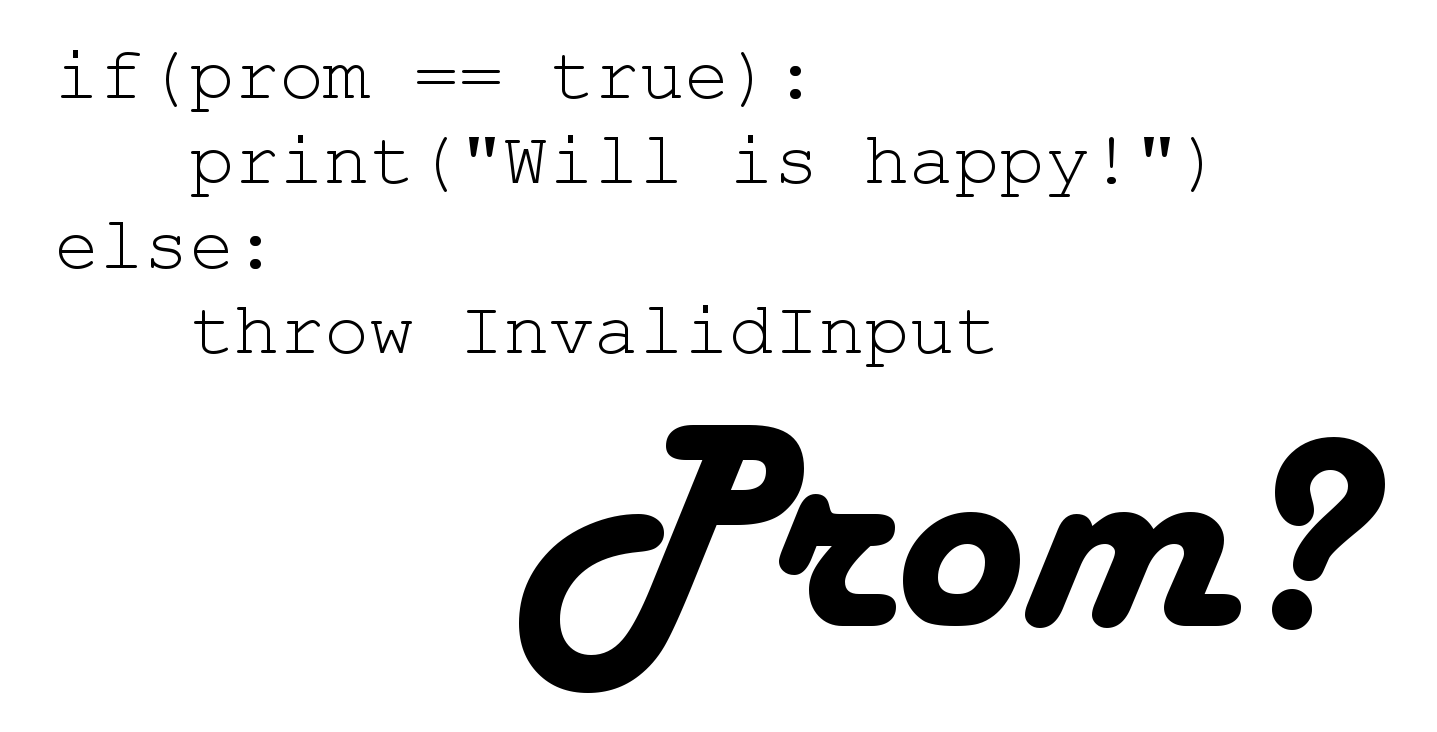 if(prom == true):
   print("Will is happy!")
else:
   throw InvalidInput
Prom?